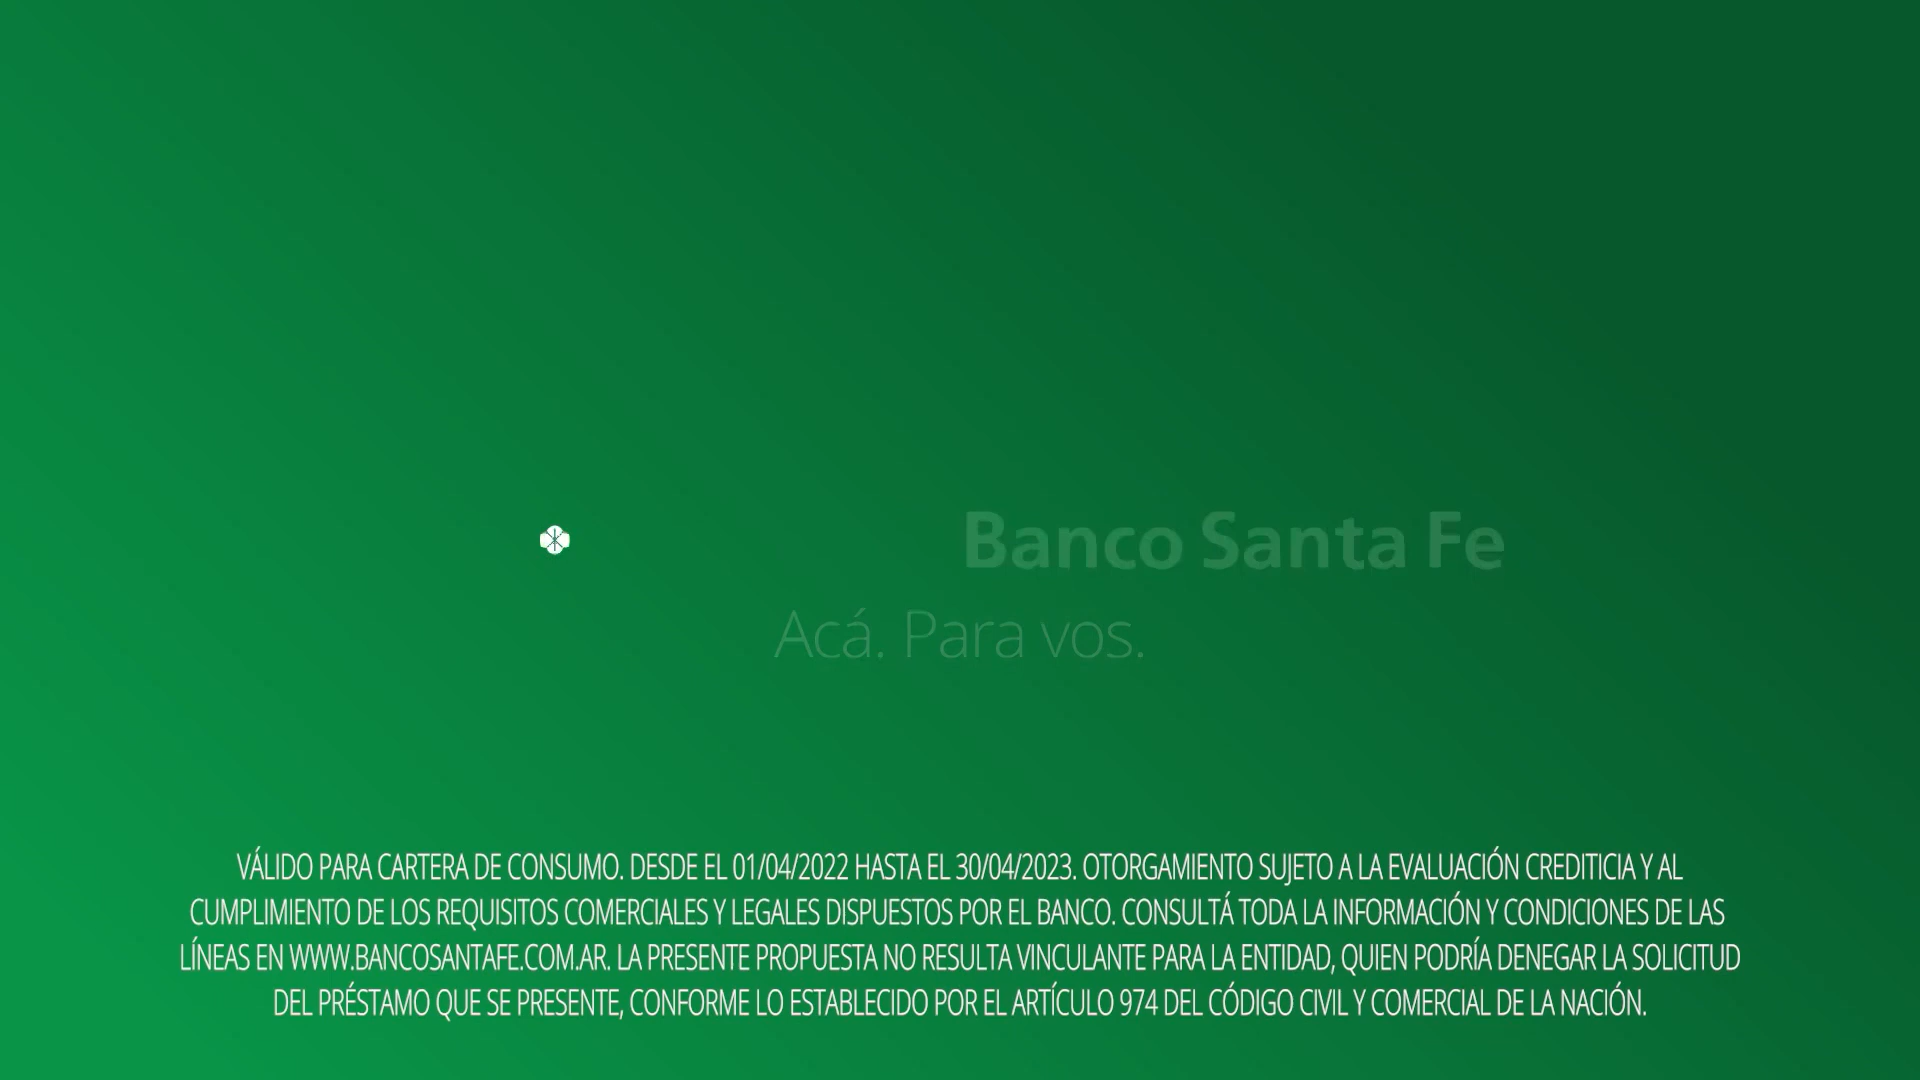 Banco Santa Fe
Acá. Para vos.
VÁLIDO PARA CARTERA DE CONSUMO. DESDE EL 01/04/2022 HASTA EL 30/04/2023. OTORGAMIENTO SUJETO A LA EVALUACIÓN CREDITICIA Y AL
CUMPLIMIENTO DE LOS REQUISITOS COMERCIALES Y LEGALES DISPUESTOS POR EL BANCO. CONSULTÁ TODA LA INFORMACIÓN Y CONDICIONES DE LAS
LÍNEAS EN WWW.BANCOSANTAFE.COM.AR. LA PRESENTE PROPUESTA NO RESULTA VINCULANTE PARA LA ENTIDAD, QUIEN PODRÍA DENEGAR LA SOLICITUD
DEL PRÉSTAMO QUE SE PRESENTE, CONFORME LO ESTABLECIDO POR EL ARTÍCULO 974 DEL CÓDIGO CIVIL Y COMERCIAL DE LA NACIÓN.